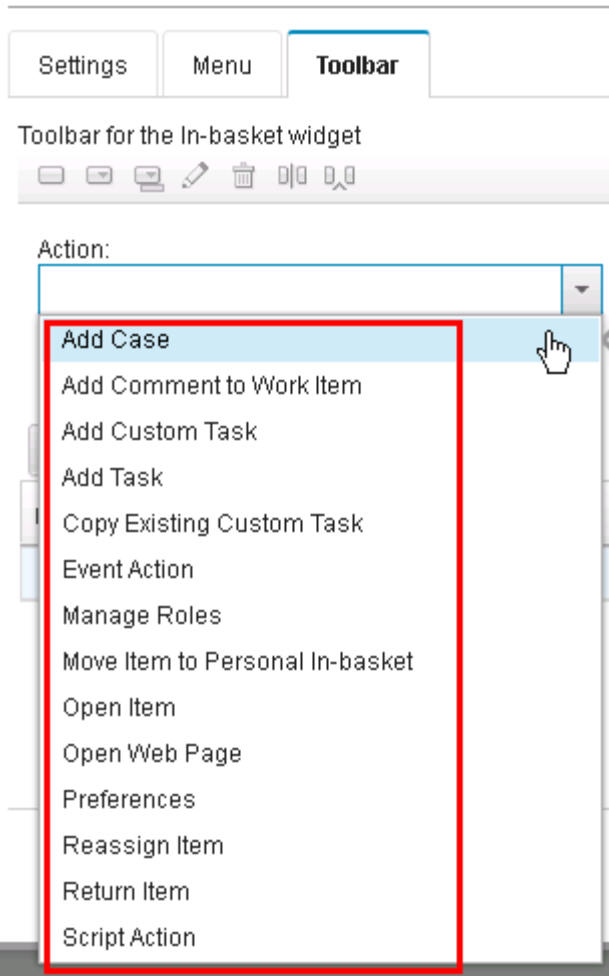 Settings Menu Toolbar
Toolbar for the In-basket widget
Action:
Add Case
Add Comment to Work Item
Add Custom Task
Add Task
Copy Existing Custom Task
Event Action
Manage Roles
Move Item to Personal In-basket
Open Item
Open Web Page
Preferences
Reassign Item
Return Item
Script Action